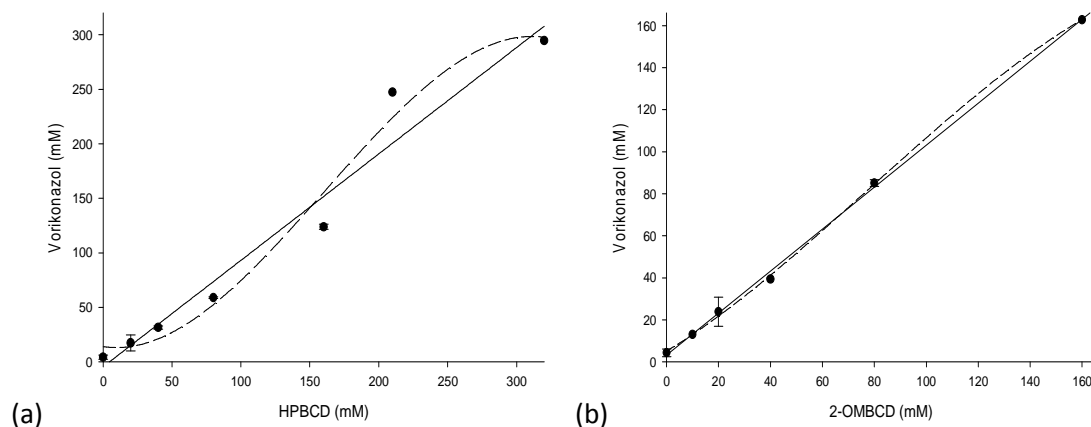 300
250
200
150
100
50
0
Vorikonazol (mM)
0 50 100 150 200 250 300
HPBCD (mM)
(a)
160
140
120
100
80
60
40
20
0
Vorikonazol (mM)
0 20 40 60 80 100 120 140 160
2-OMBCD (mM)
(b)